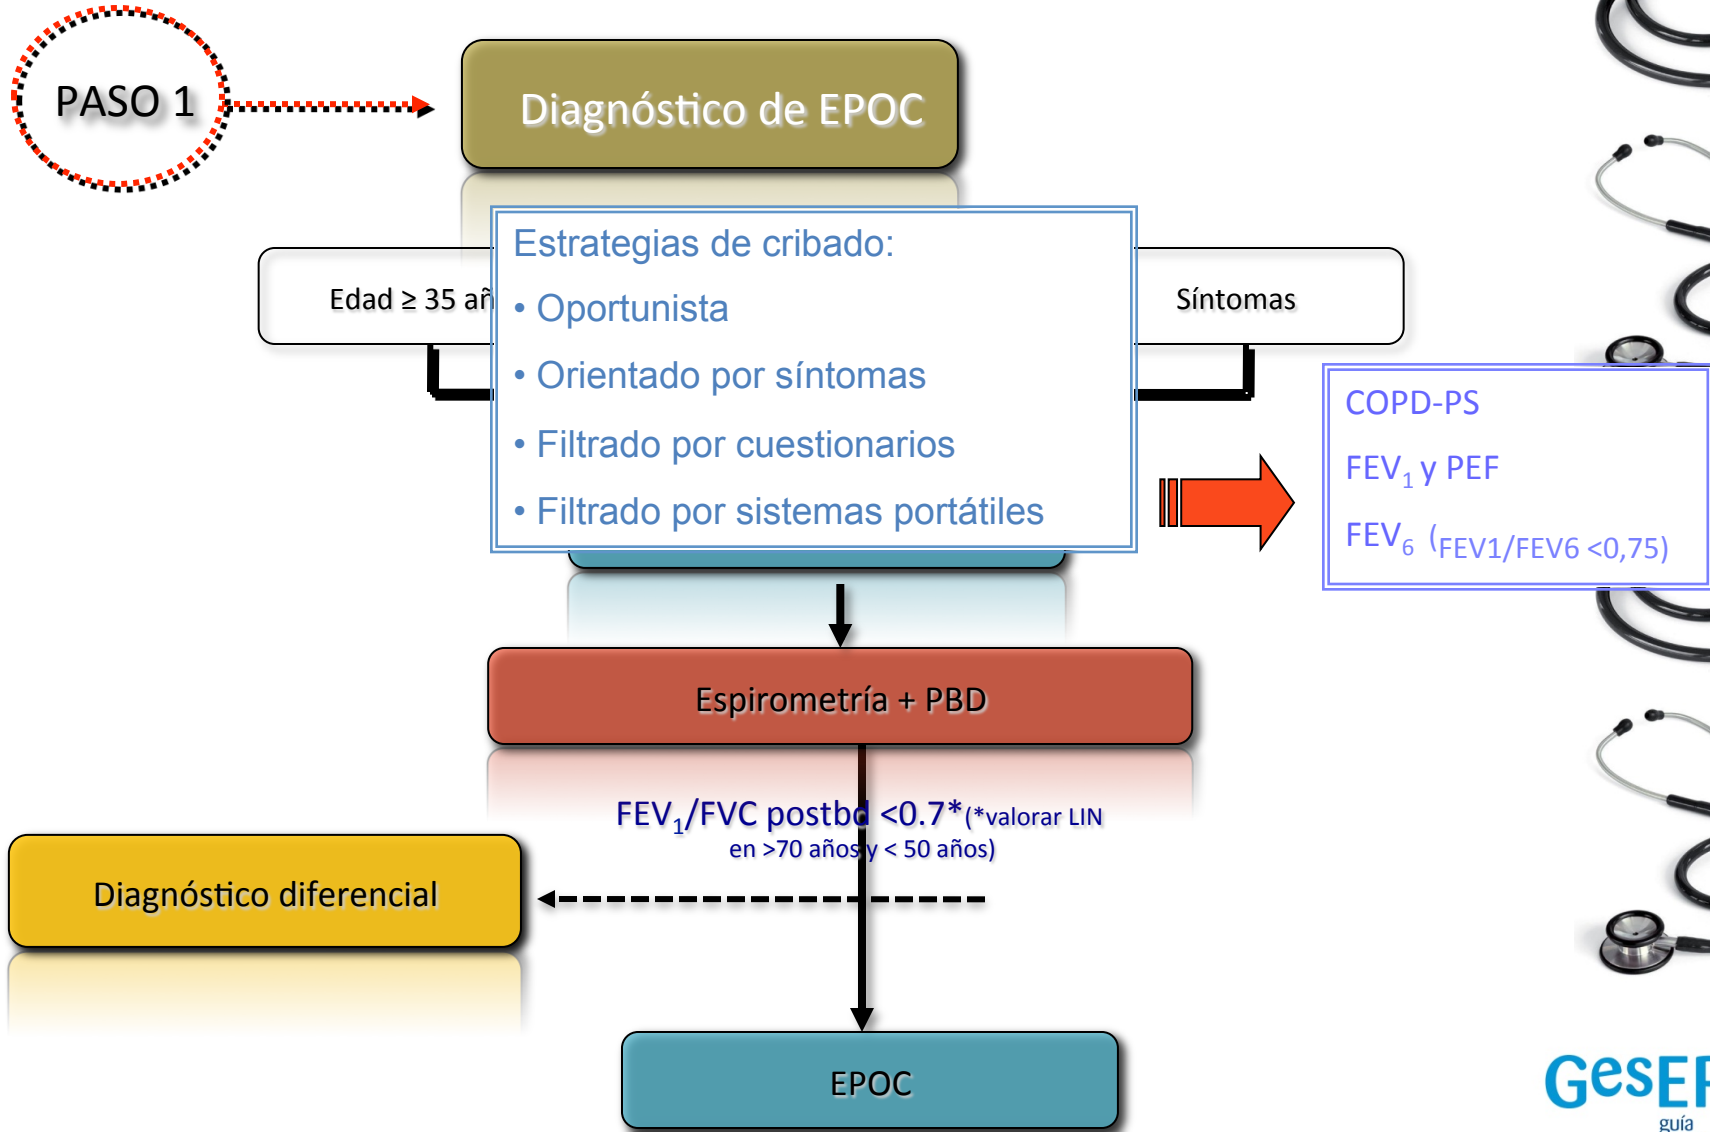 PASO 1
Diagnóstico de EPOC
Edad ≥ 35 añ
Síntomas
Estrategias de cribado:
• Oportunista
• Orientado por síntomas
• Filtrado por cuestionarios
• Filtrado por sistemas portátiles
COPD-PS
FEV₁ y PEF
FEV₆ (FEV1/FEV6 <0,75)
Espirometría + PBD
FEV₁/FVC postbd <0.7* (*valorar LIN
en >70 años y < 50 años)
Diagnóstico diferencial
EPOC
GesEP
guía